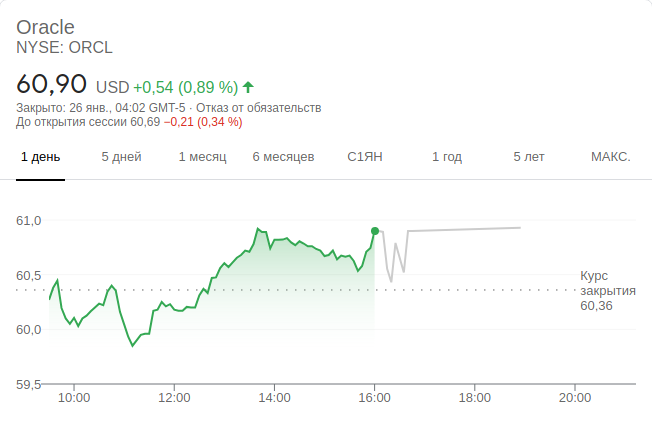 Oracle
NYSE: ORCL
60,90 USD +0,54 (0,89 %)
Закрыто: 26 янв., 04:02 GMT-5 · Отказ от обязательств
До открытия сессии 60,69 −0,21 (0,34 %)
1 день 5 дней 1 месяц 6 месяцев С1ЯН 1 год 5 лет МАКС.
61,0
60,5
Курс
закрытия
60,36
60,0
59,5
10:00 12:00 14:00 16:00 18:00 20:00